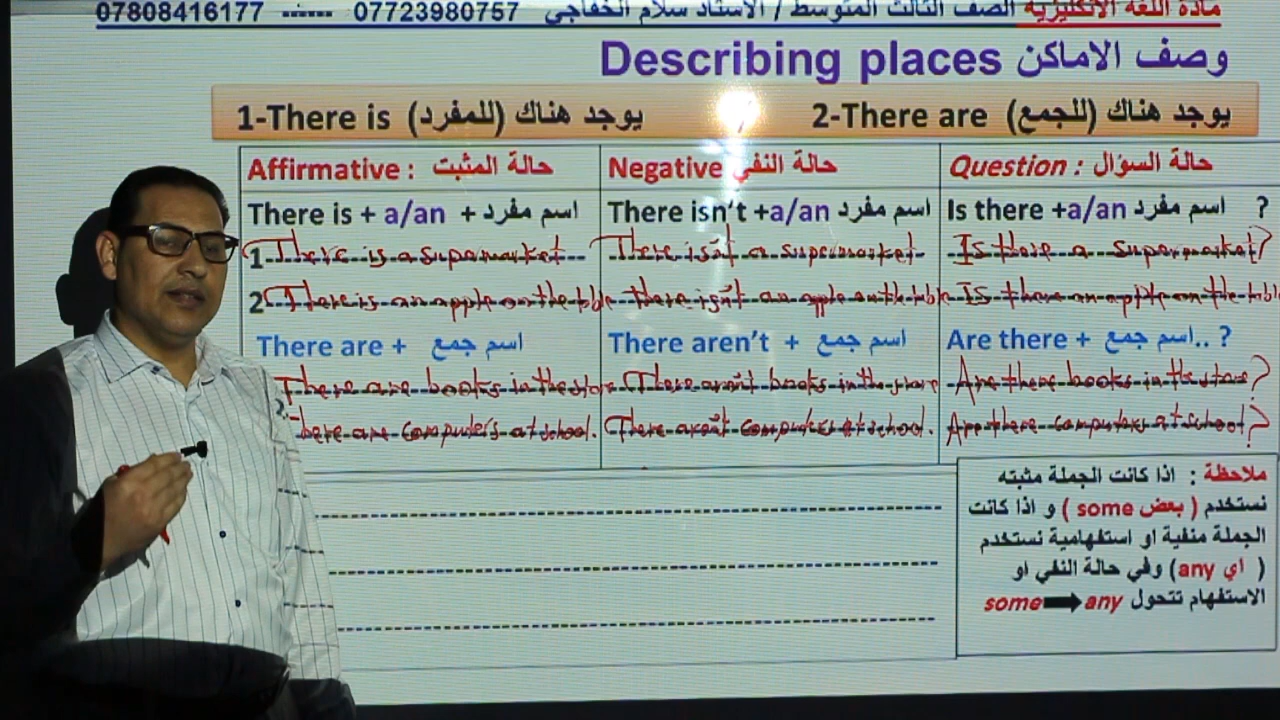 مادة اللغة الانكليزية الصف الثالث المتوسط / الاستاذ سلام الخفاجي 07723980757 ------ 07808416177
وصف الاماكن Describing places
1-There is (للمفرد) يوجد هناك / 2-There are (للجمع) يوجد هناك
Affirmative : حالة المثبت
There is + a/an + اسم مفرد
1- There is a supermarket
2- There is an apple on the table
There are + اسم جمع
There are books in the store
2- There are computers at school.
Negative حالة النفي
There isn't +a/an اسم مفرد
There isn't a supermarket
there isn't an apple on the table
There aren't + اسم جمع
There aren't books in the store
There aren't computers at school.
Question : حالة السؤال
Is there +a/an اسم مفرد ?
Is there a supermarket?
Is there an apple on the table
Are there + اسم جمع.. ?
Are there books in the store?
Are there computers at school?
ملاحظة : اذا كانت الجملة مثبته
نستخدم ( بعض some ) و اذا كانت
الجملة منفية او استفهامية نستخدم
( اي any) وفي حالة النفي او
الاستفهام تتحول some➡any